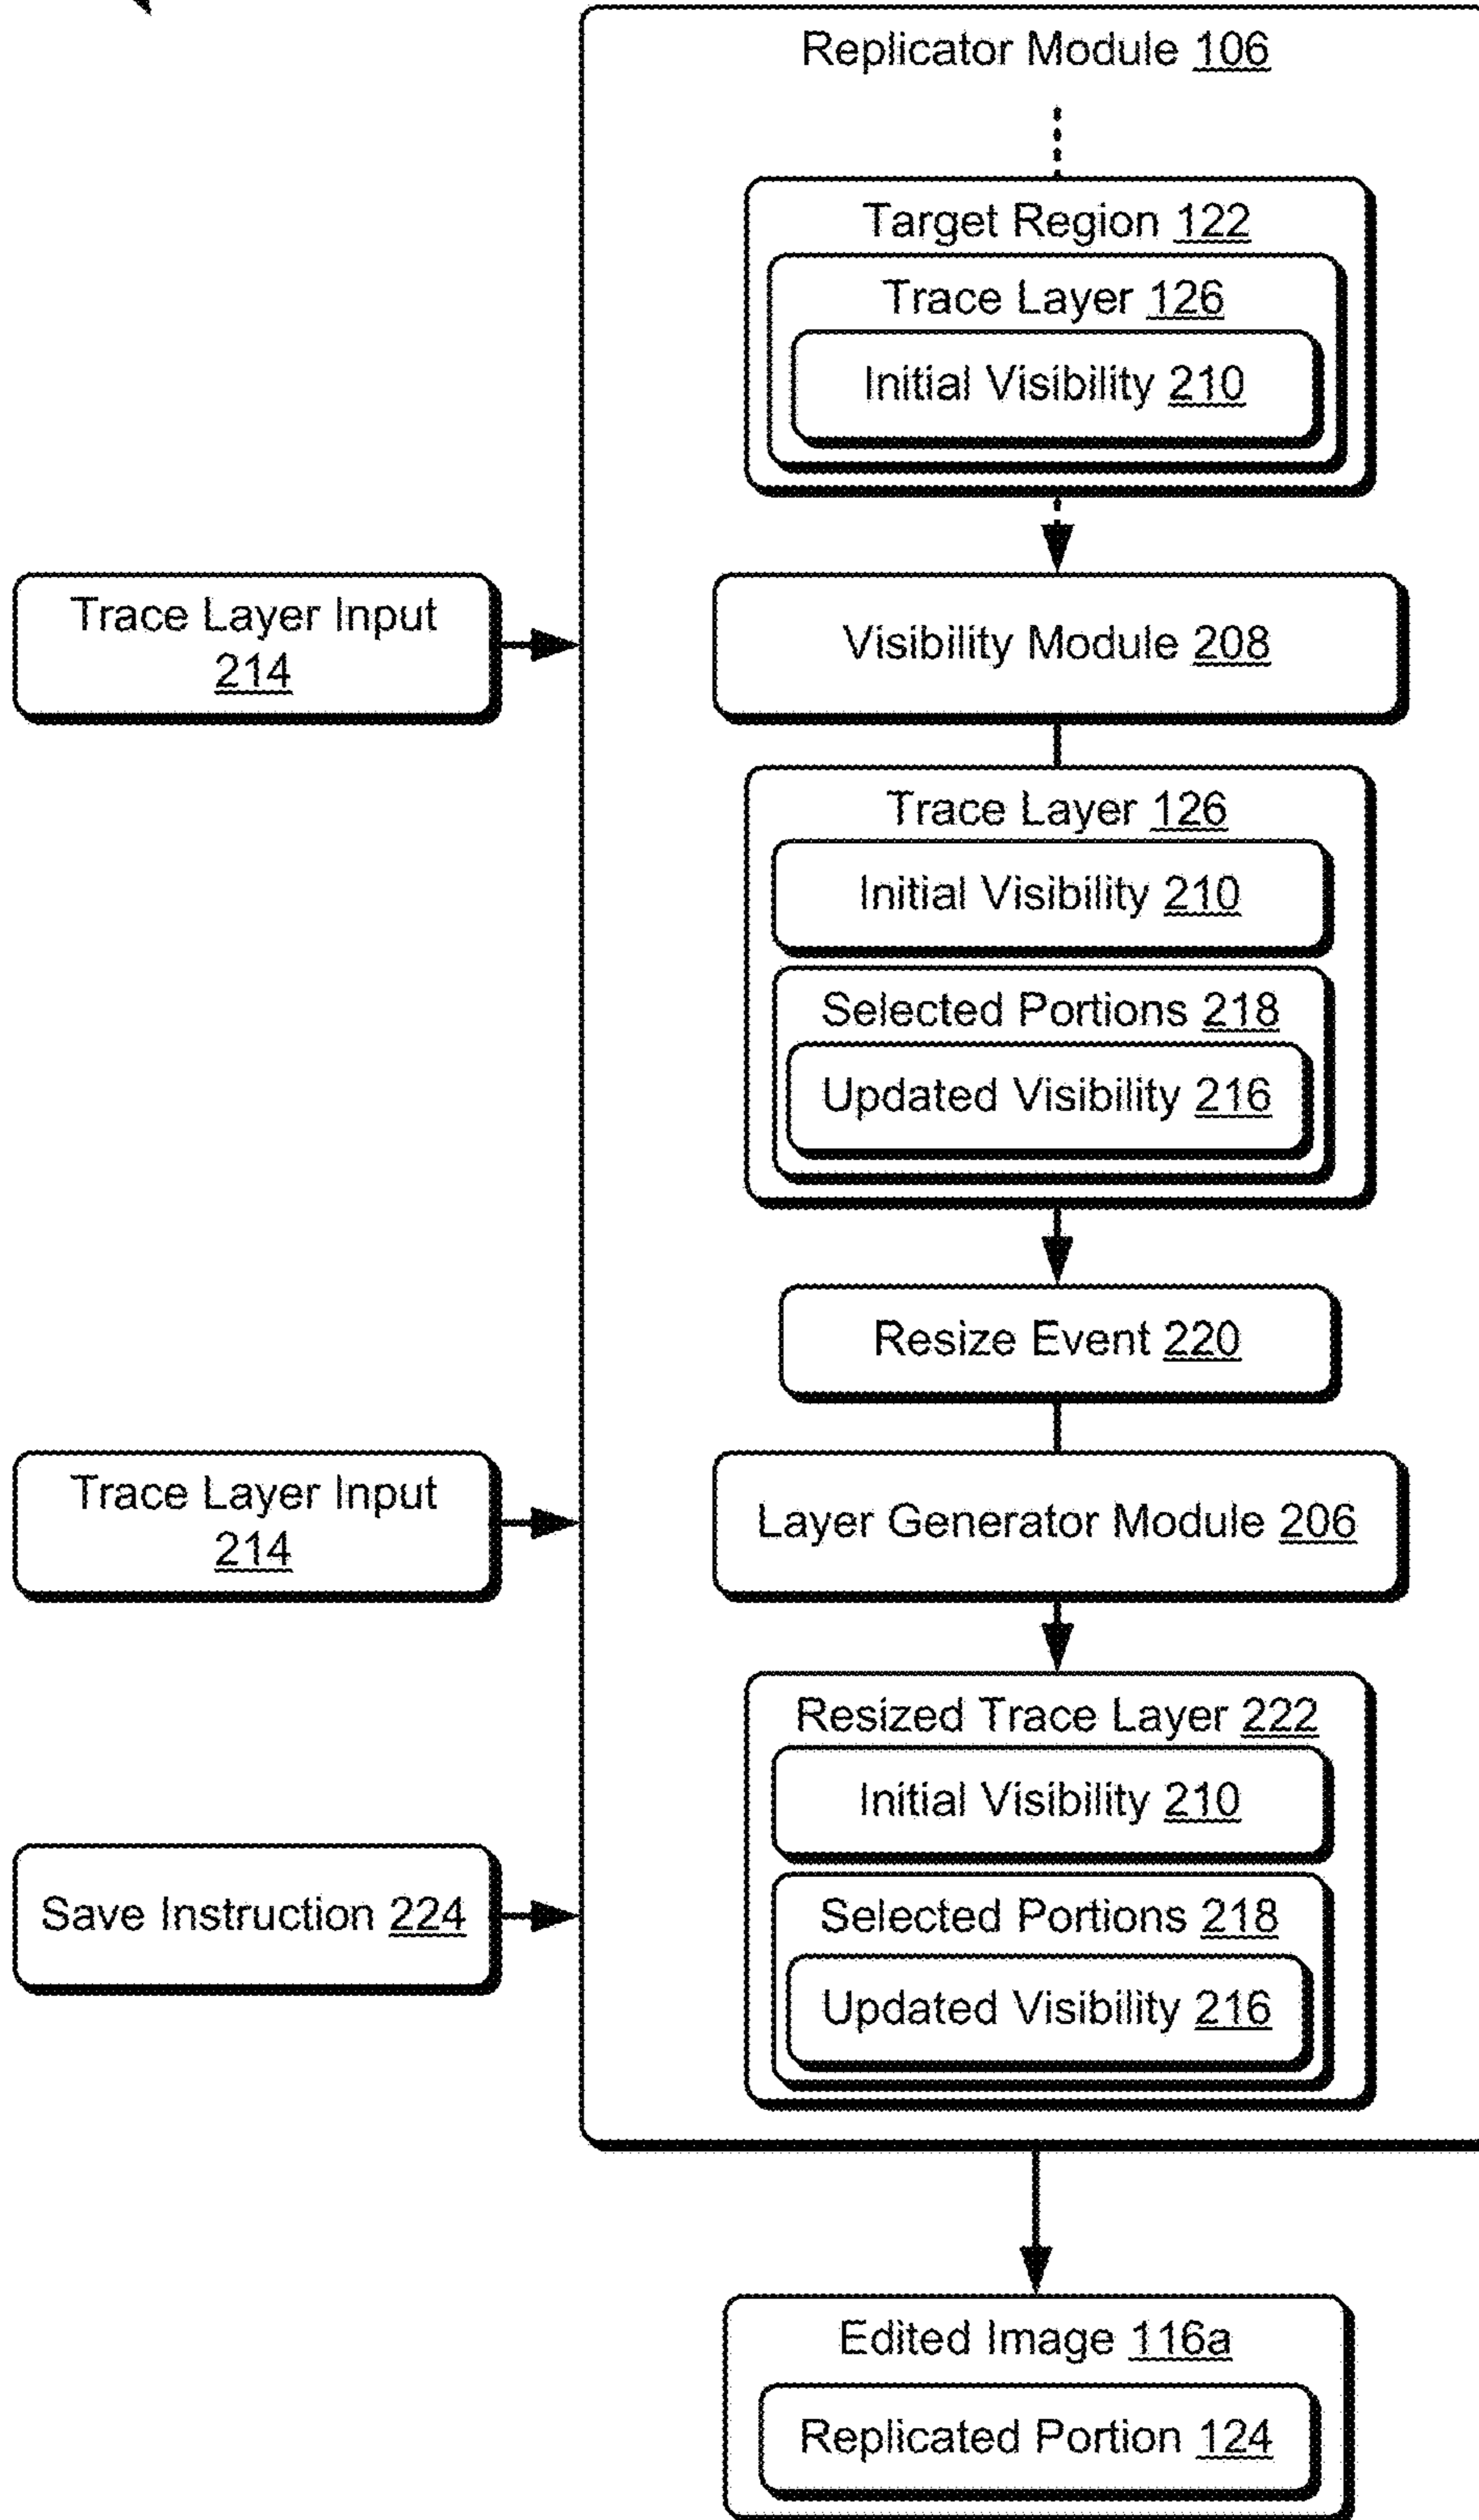 Replicator Module 106
Target Region 122
Trace Layer 126
Initial Visibility 210
Trace Layer Input
214
Visibility Module 208
Trace Layer 126
Initial Visibility 210
Selected Portions 218
Updated Visibility 216
Resize Event 220
Trace Layer Input
214
Layer Generator Module 206
Resized Trace Layer 222
Initial Visibility 210
Save Instruction 224
Selected Portions 218
Updated Visibility 216
Edited Image 116a
Replicated Portion 124